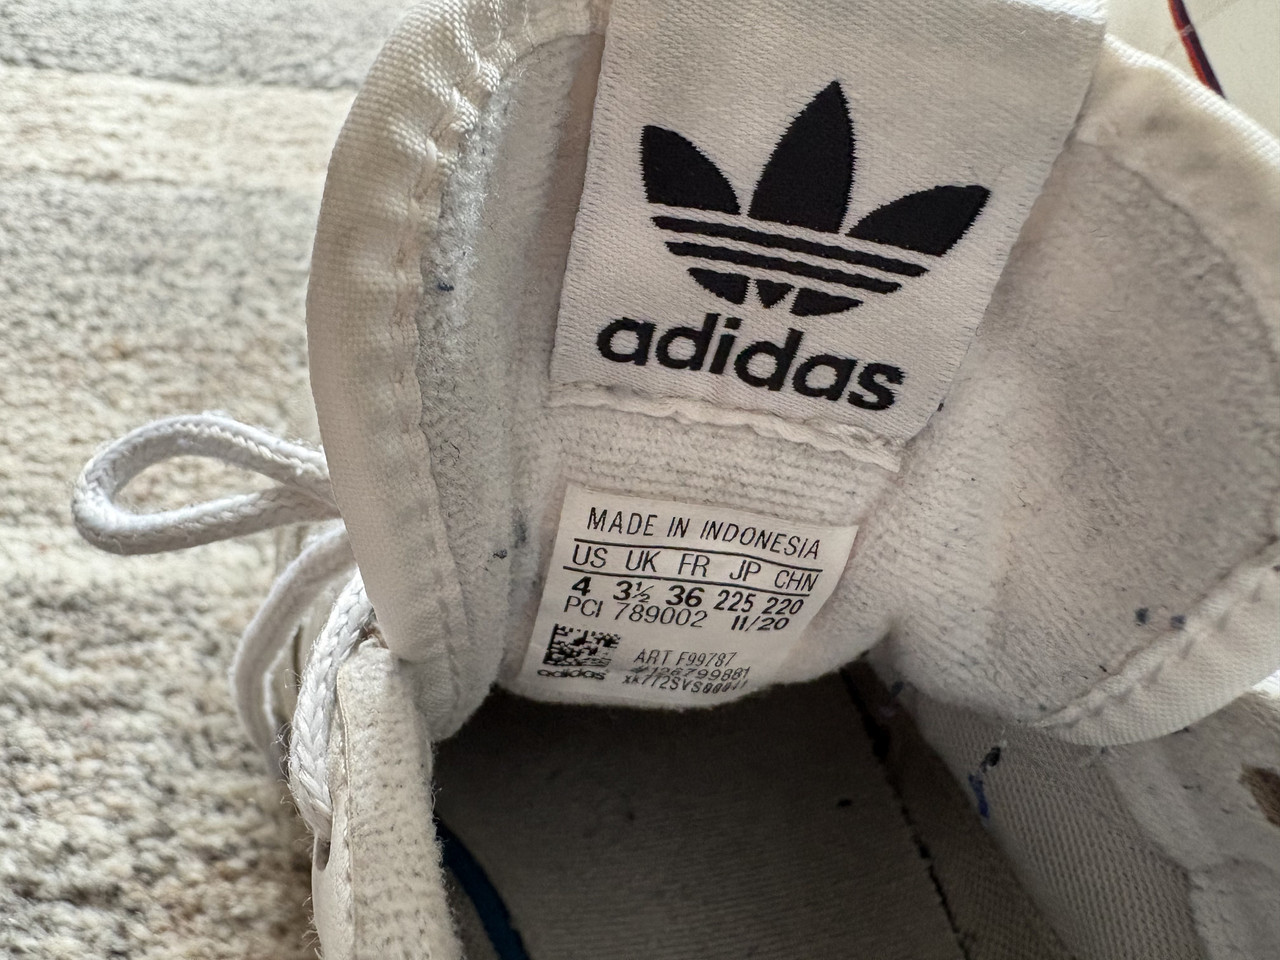 adidas
MADE IN INDONESIA
US UK FR JP CHN
4 3½ 36 225 220
PCI 789002 11/20
ART F99787
#126799881
adidas